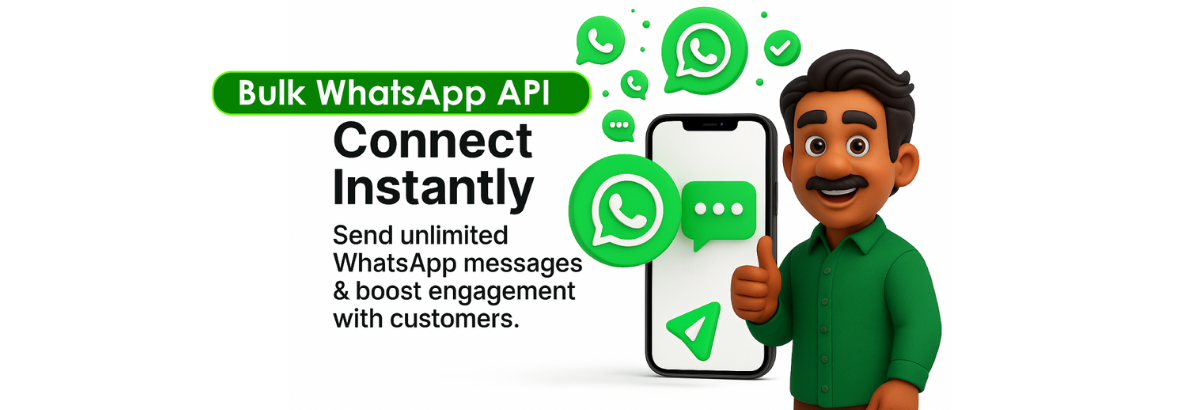 Bulk WhatsApp API
Connect
Instantly
Send unlimited
WhatsApp messages
& boost engagement
with customers.